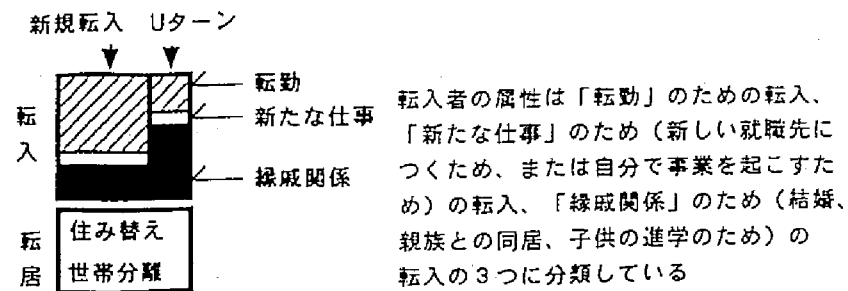 新規転入 Uターン
転勤
新たな仕事
縁戚関係
転入
住み替え
世帯分離
転居
転入者の属性は「転勤」のための転入、
「新たな仕事」のため（新しい就職先に
つくため、または自分で事業を起こすた
め）の転入、「縁戚関係」のため（結婚、
親族との同居、子供の進学のため）の
転入の3つに分類している